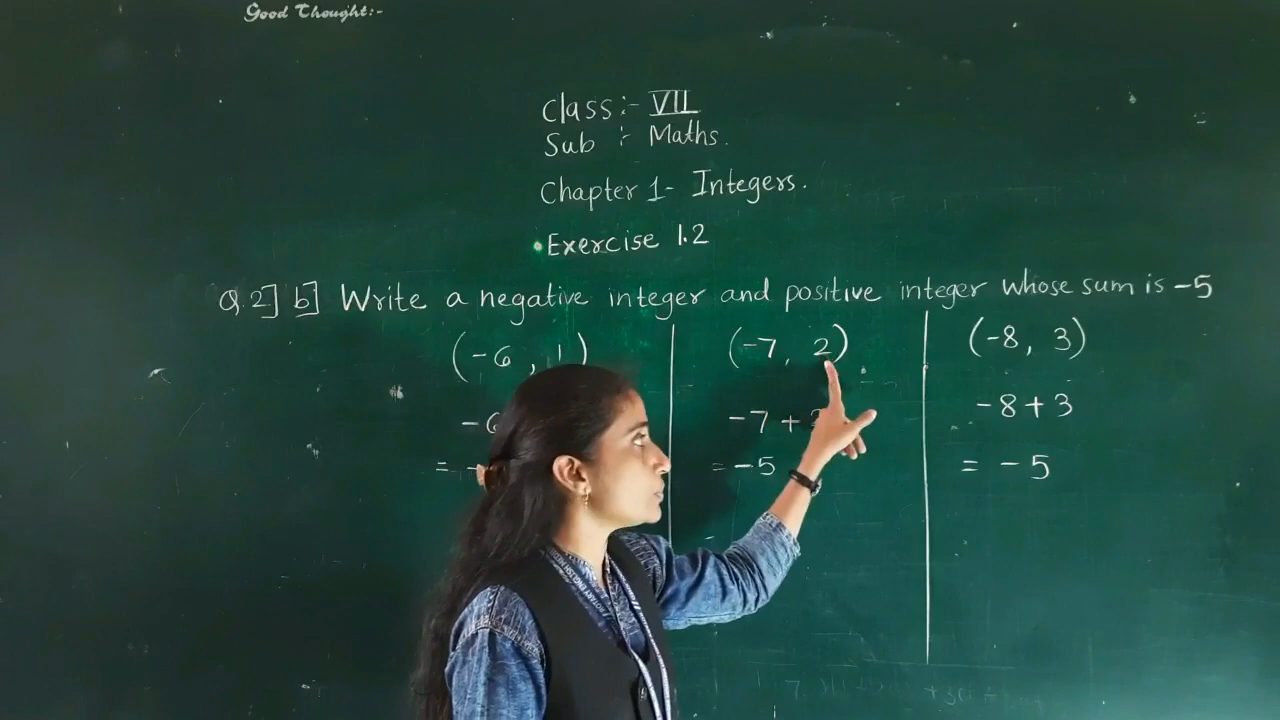 Good Thought:-
Class:- VII
Sub :- Maths.
Chapter 1- Integers.
Exercise 1.2
Q.2] b] Write a negative integer and positive integer whose sum is -5
(-6 , 1) (-7, 2) (-8, 3)
-6 -7 + -8+3
= - = -5 = -5